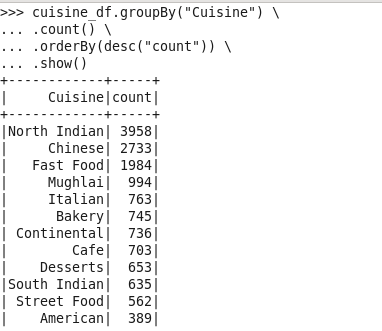 >>> cuisine_df.groupBy("Cuisine") \
... .count() \
... .orderBy(desc("count")) \
... .show()
+------------+-----+
|     Cuisine|count|
+------------+-----+
|North Indian| 3958|
|     Chinese| 2733|
|   Fast Food| 1984|
|     Mughlai|  994|
|     Italian|  763|
|      Bakery|  745|
| Continental|  736|
|        Cafe|  703|
|    Desserts|  653|
|South Indian|  635|
| Street Food|  562|
|    American|  389|